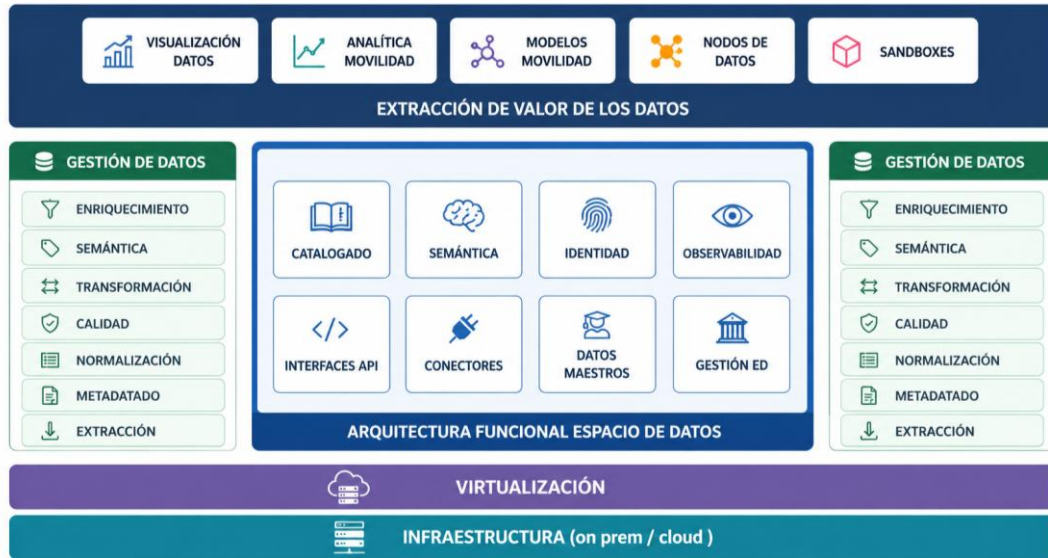 VISUALIZACIÓN
DATOS
ANALÍTICA
MOVILIDAD
MODELOS
MOVILIDAD
NODOS DE
DATOS
SANDBOXES
EXTRACCIÓN DE VALOR DE LOS DATOS
GESTIÓN DE DATOS
ENRIQUECIMIENTO
SEMÁNTICA
TRANSFORMACIÓN
CALIDAD
NORMALIZACIÓN
METADATADO
EXTRACCIÓN
CATALOGADO
SEMÁNTICA
IDENTIDAD
OBSERVABILIDAD
INTERFACES API
CONECTORES
DATOS
MAESTROS
GESTIÓN ED
ARQUITECTURA FUNCIONAL ESPACIO DE DATOS
GESTIÓN DE DATOS
ENRIQUECIMIENTO
SEMÁNTICA
TRANSFORMACIÓN
CALIDAD
NORMALIZACIÓN
METADATADO
EXTRACCIÓN
VIRTUALIZACIÓN
INFRAESTRUCTURA (on prem / cloud )